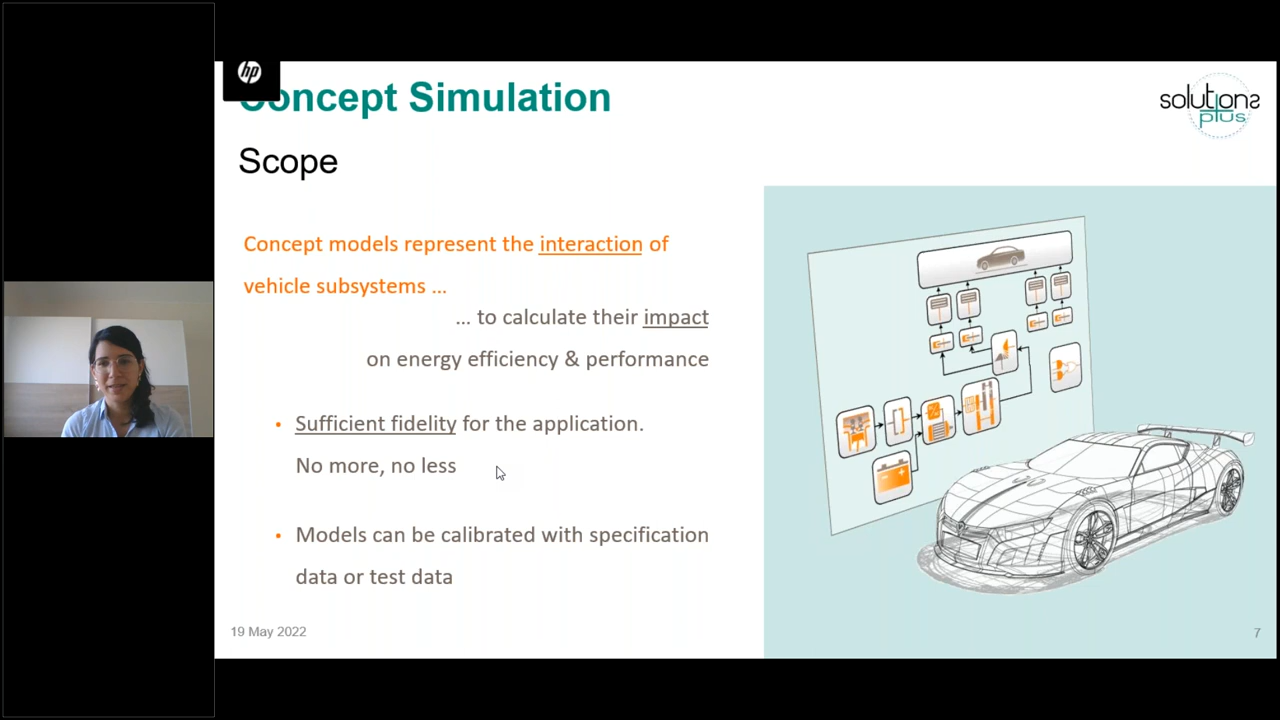 hp
Concept Simulation
solutions
plus
Scope
Concept models represent the interaction of
vehicle subsystems ...
... to calculate their impact
on energy efficiency & performance
• Sufficient fidelity for the application.
No more, no less
• Models can be calibrated with specification
data or test data
19 May 2022
7